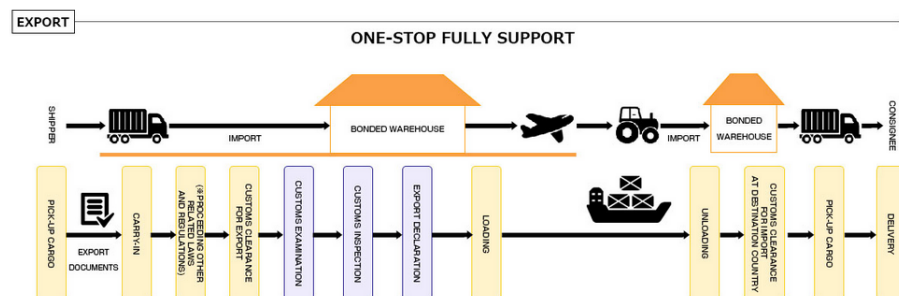 EXPORT
ONE-STOP FULLY SUPPORT
SHIPPER
IMPORT
BONDED WAREHOUSE
IMPORT
BONDED
WAREHOUSE
CONSIGNEE
PICK-UP CARGO
EXPORT
DOCUMENTS
CARRY-IN
(※PROCEEDING OTHER
RELATED LAWS
AND REGULATIONS)
CUSTOMS CLEARANCE
FOR EXPORT
CUSTOMS EXAMINATION
CUSTOMS INSPECTION
EXPORT DECLARATION
LOADING
UNLOADING
CUSTOMS CLEARANCE
FOR IMPORT
AT DESTINATION COUNTRY
PICK-UP CARGO
DELIVERY